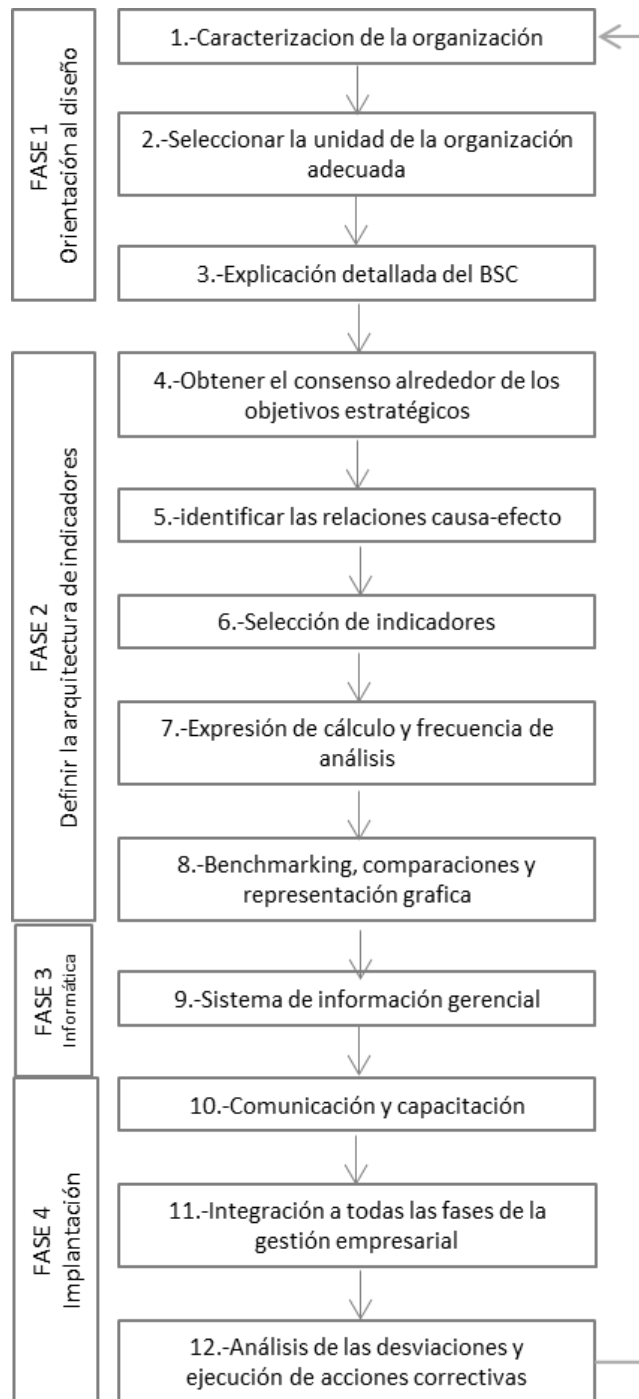 FASE 1
Orientación al diseño
1.-Caracterizacion de la organización
2.-Seleccionar la unidad de la organización
adecuada
3.-Explicación detallada del BSC
FASE 2
Definir la arquitectura de indicadores
4.-Obtener el consenso alrededor de los
objetivos estratégicos
5.-identificar las relaciones causa-efecto
6.-Selección de indicadores
7.-Expresión de cálculo y frecuencia de
análisis
8.-Benchmarking, comparaciones y
representación grafica
FASE 3
Informática
9.-Sistema de información gerencial
FASE 4
Implantación
10.-Comunicación y capacitación
11.-Integración a todas las fases de la
gestión empresarial
12.-Análisis de las desviaciones y
ejecución de acciones correctivas